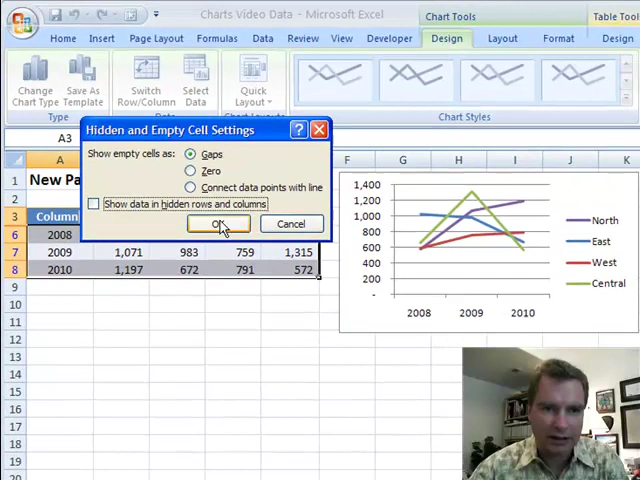 Charts Video Data - Microsoft Excel
Chart Tools
Table Tool
Home
Insert
Page Layout
Formulas
Data
Review
View
Developer
Design
Layout
Format
Design
Change
Chart Type
Save As
Template
Switch
Row/Column
Select
Data
Quick
Layout
Type
Chart Styles
A3
Hidden and Empty Cell Settings
Show empty cells as:
Gaps
Zero
Connect data points with line
Show data in hidden rows and columns
Cancel
A
F
G
H
I
J
K
1
New Pa
2
3
Column
6
2008
7
2009
1,071
983
759
1,315
8
2010
1,197
672
791
572
9
10
11
12
13
14
15
16
17
18
19
20
1,400
1,200
1,000
800
600
400
200
-
2008
2009
2010
North
East
West
Central